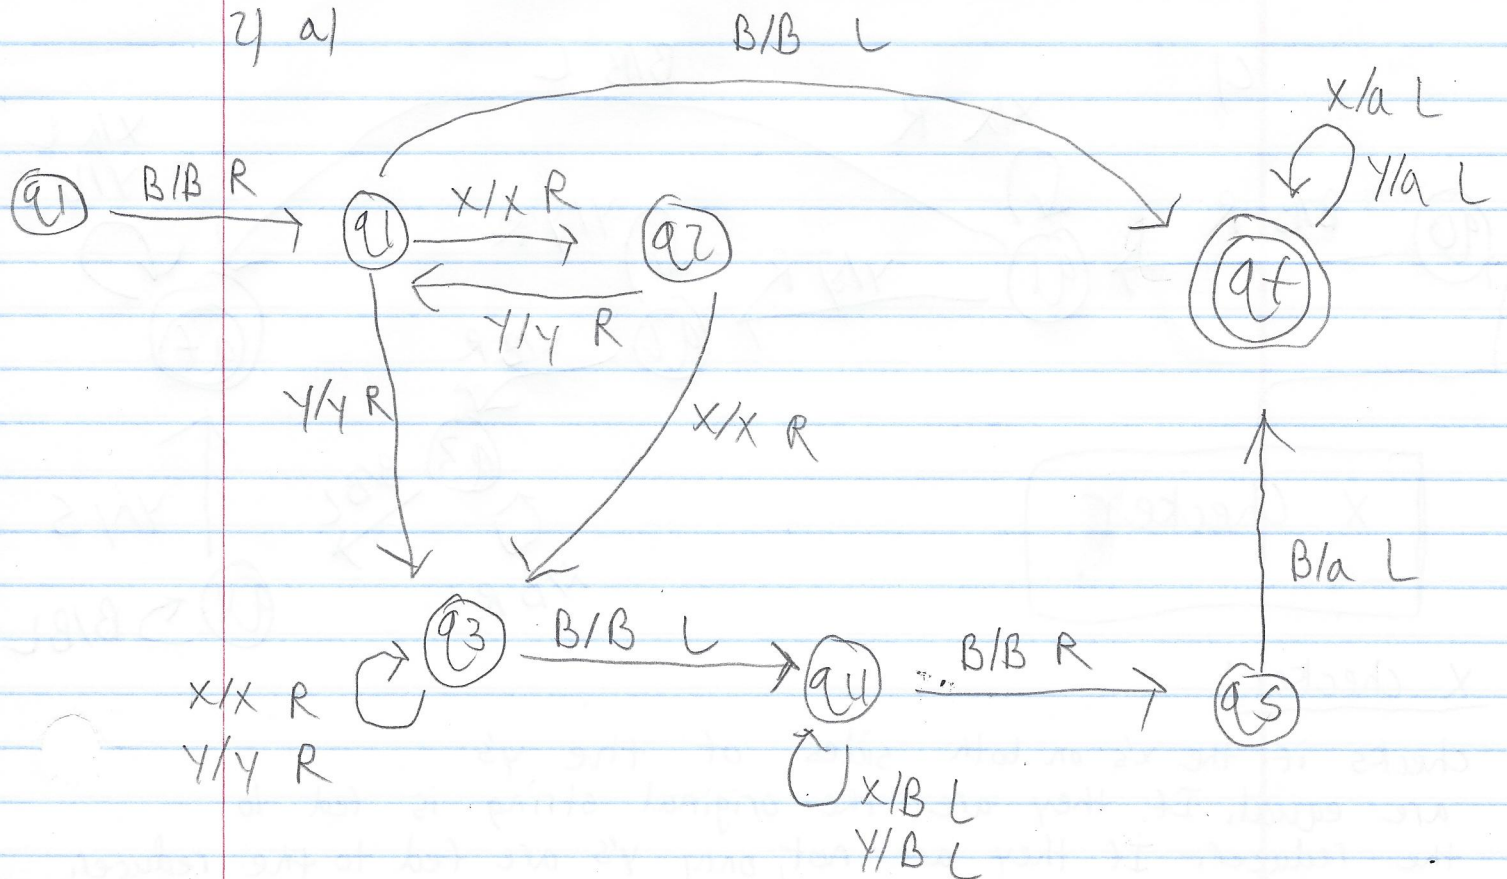 2) a)
B/B L
X/a L
Y/a L
q1
B/B R
q1
X/X R
q2
Y/y R
qf
Y/y R
X/X R
B/a L
q3
B/B L
q4
B/B R
q5
X/X R
Y/y R
X/B L
Y/B L